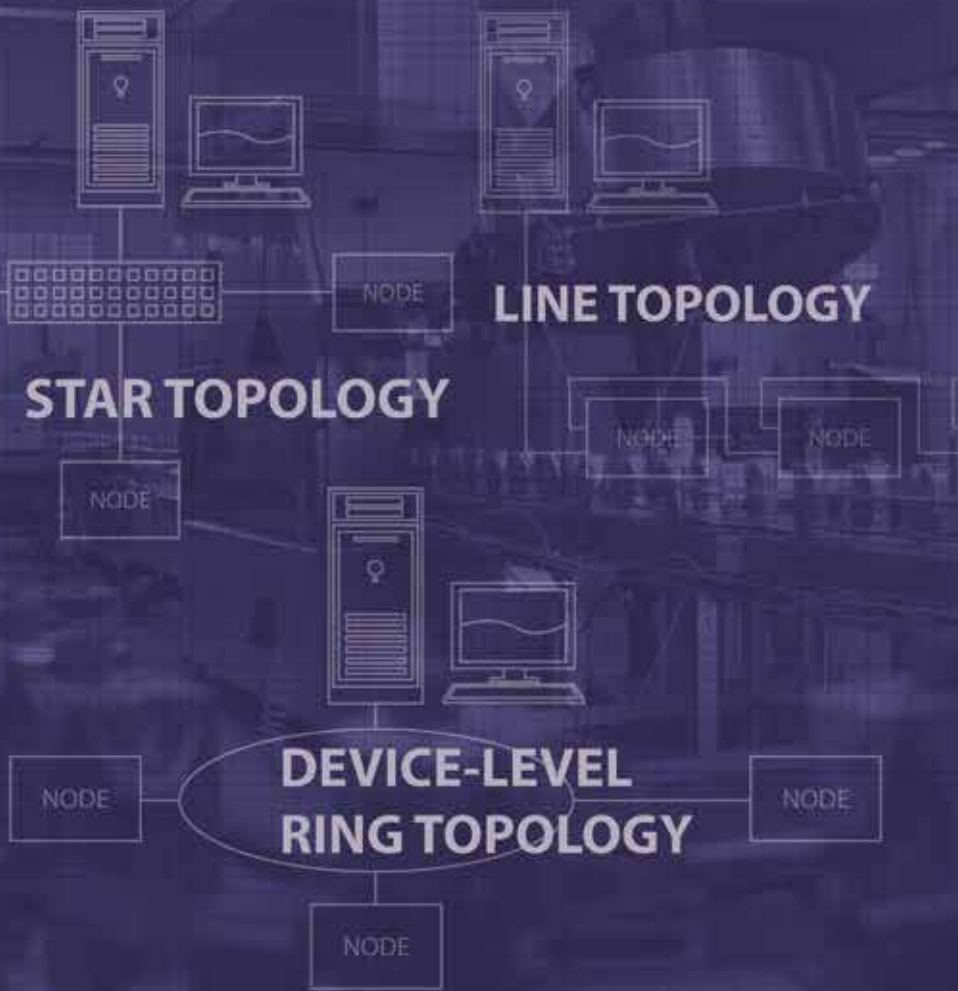 NODE
LINE TOPOLOGY
STAR TOPOLOGY
NODE
NODE
NODE
DEVICE-LEVEL
RING TOPOLOGY
NODE
NODE
NODE